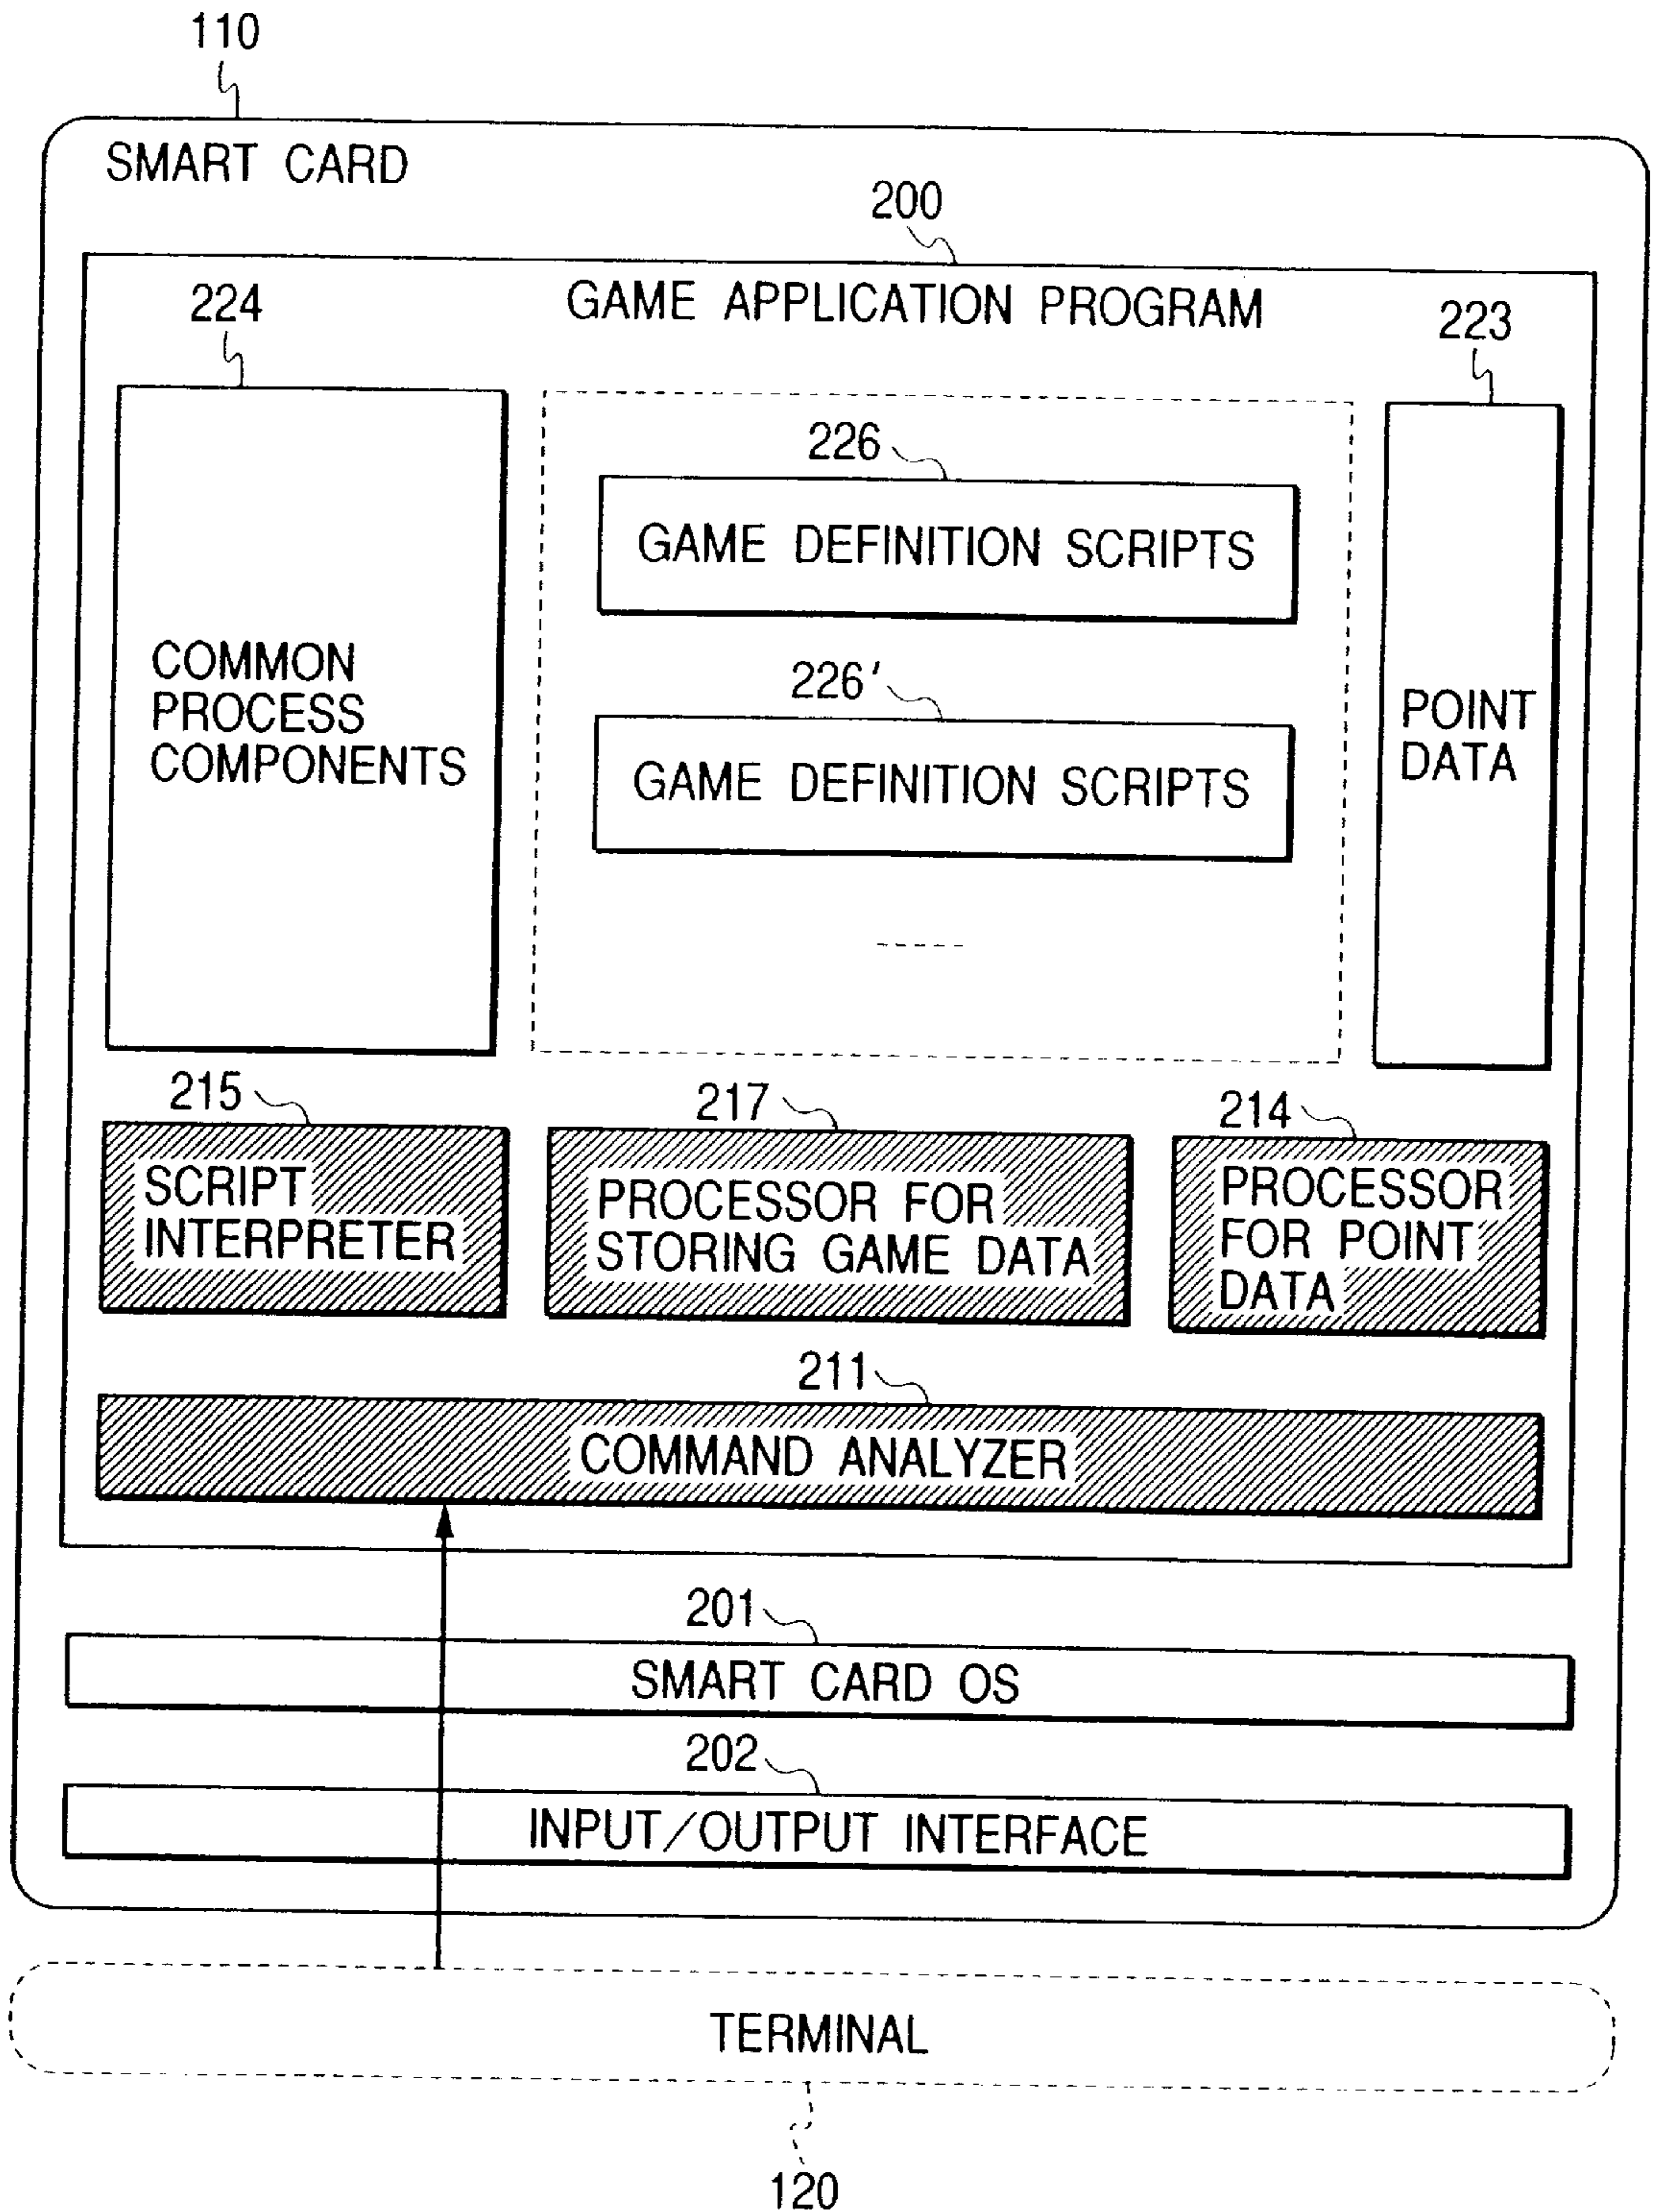 110
SMART CARD
200
GAME APPLICATION PROGRAM
224
223
226
GAME DEFINITION SCRIPTS
226'
GAME DEFINITION SCRIPTS
COMMON
PROCESS
COMPONENTS
POINT
DATA
215
217
214
SCRIPT
INTERPRETER
PROCESSOR FOR
STORING GAME DATA
PROCESSOR
FOR POINT
DATA
211
COMMAND ANALYZER
201
SMART CARD OS
202
INPUT/OUTPUT INTERFACE
TERMINAL
120